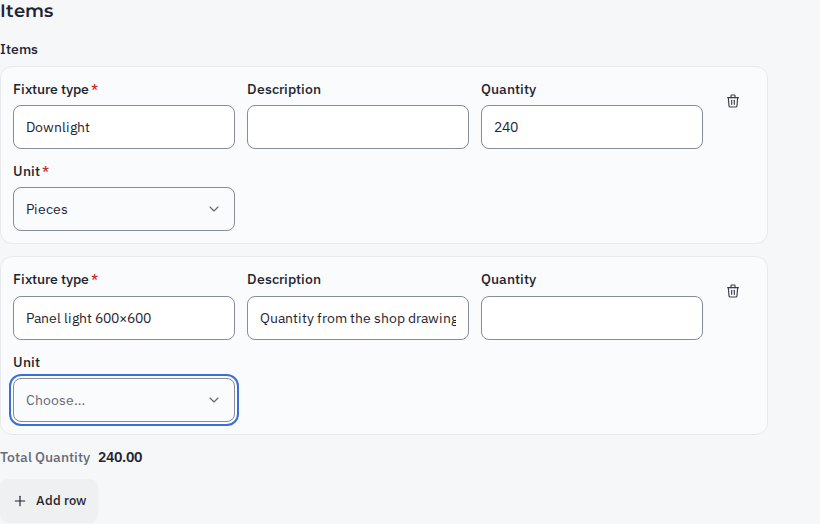 Items
Items
Fixture type * Description Quantity
Downlight 240
Unit *
Pieces
Fixture type * Description Quantity
Panel light 600×600 Quantity from the shop drawing
Unit
Choose...
Total Quantity 240.00
+ Add row